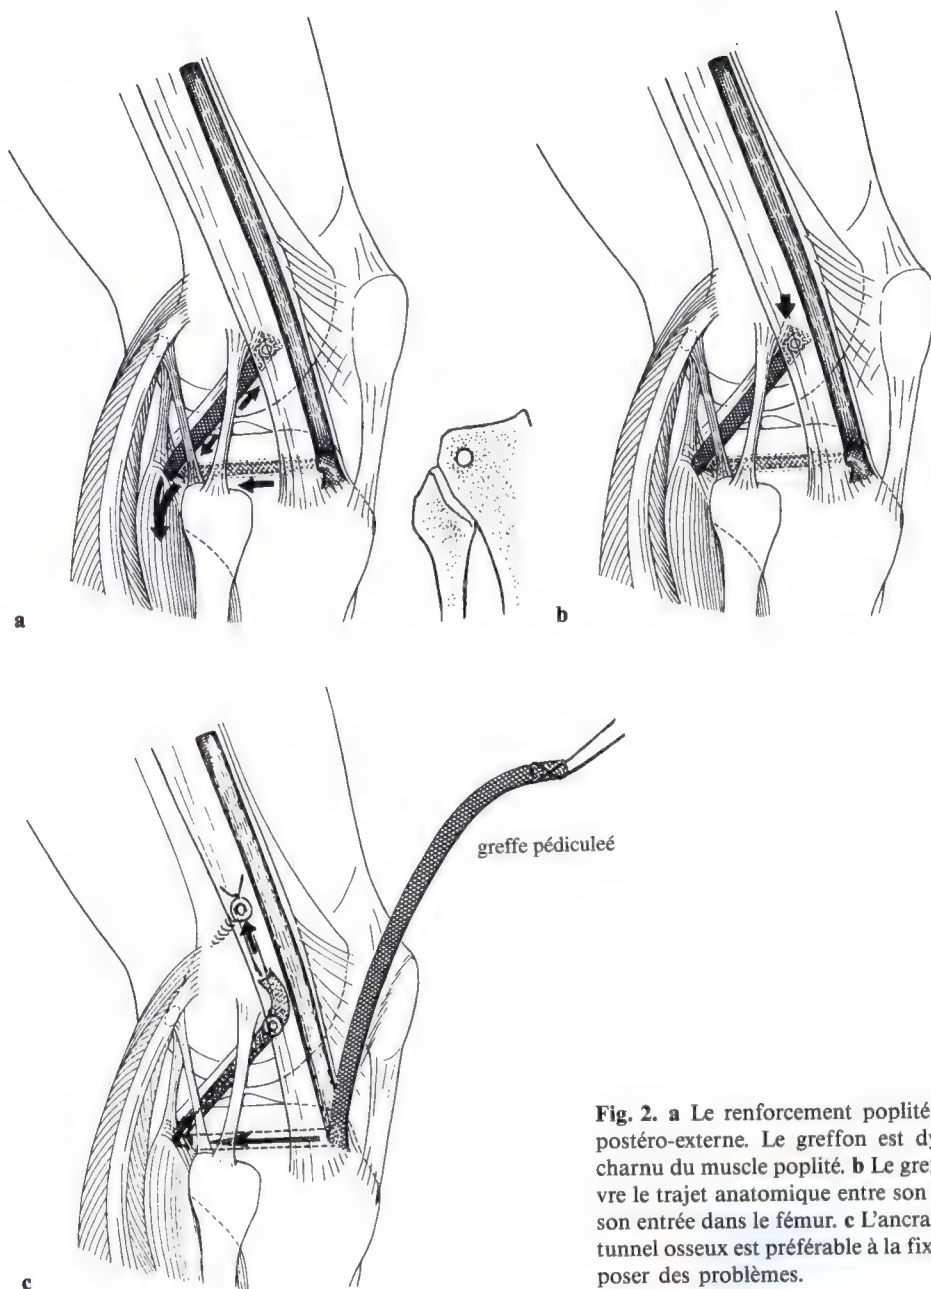 a
b
greffe pédiculeé
c
Fig. 2. a Le renforcement poplité
postéro-externe. Le greffon est dy
charnu du muscle poplité. b Le gref
vre le trajet anatomique entre son
son entrée dans le fémur. c L'ancra
tunnel osseux est préférable à la fix
poser des problèmes.